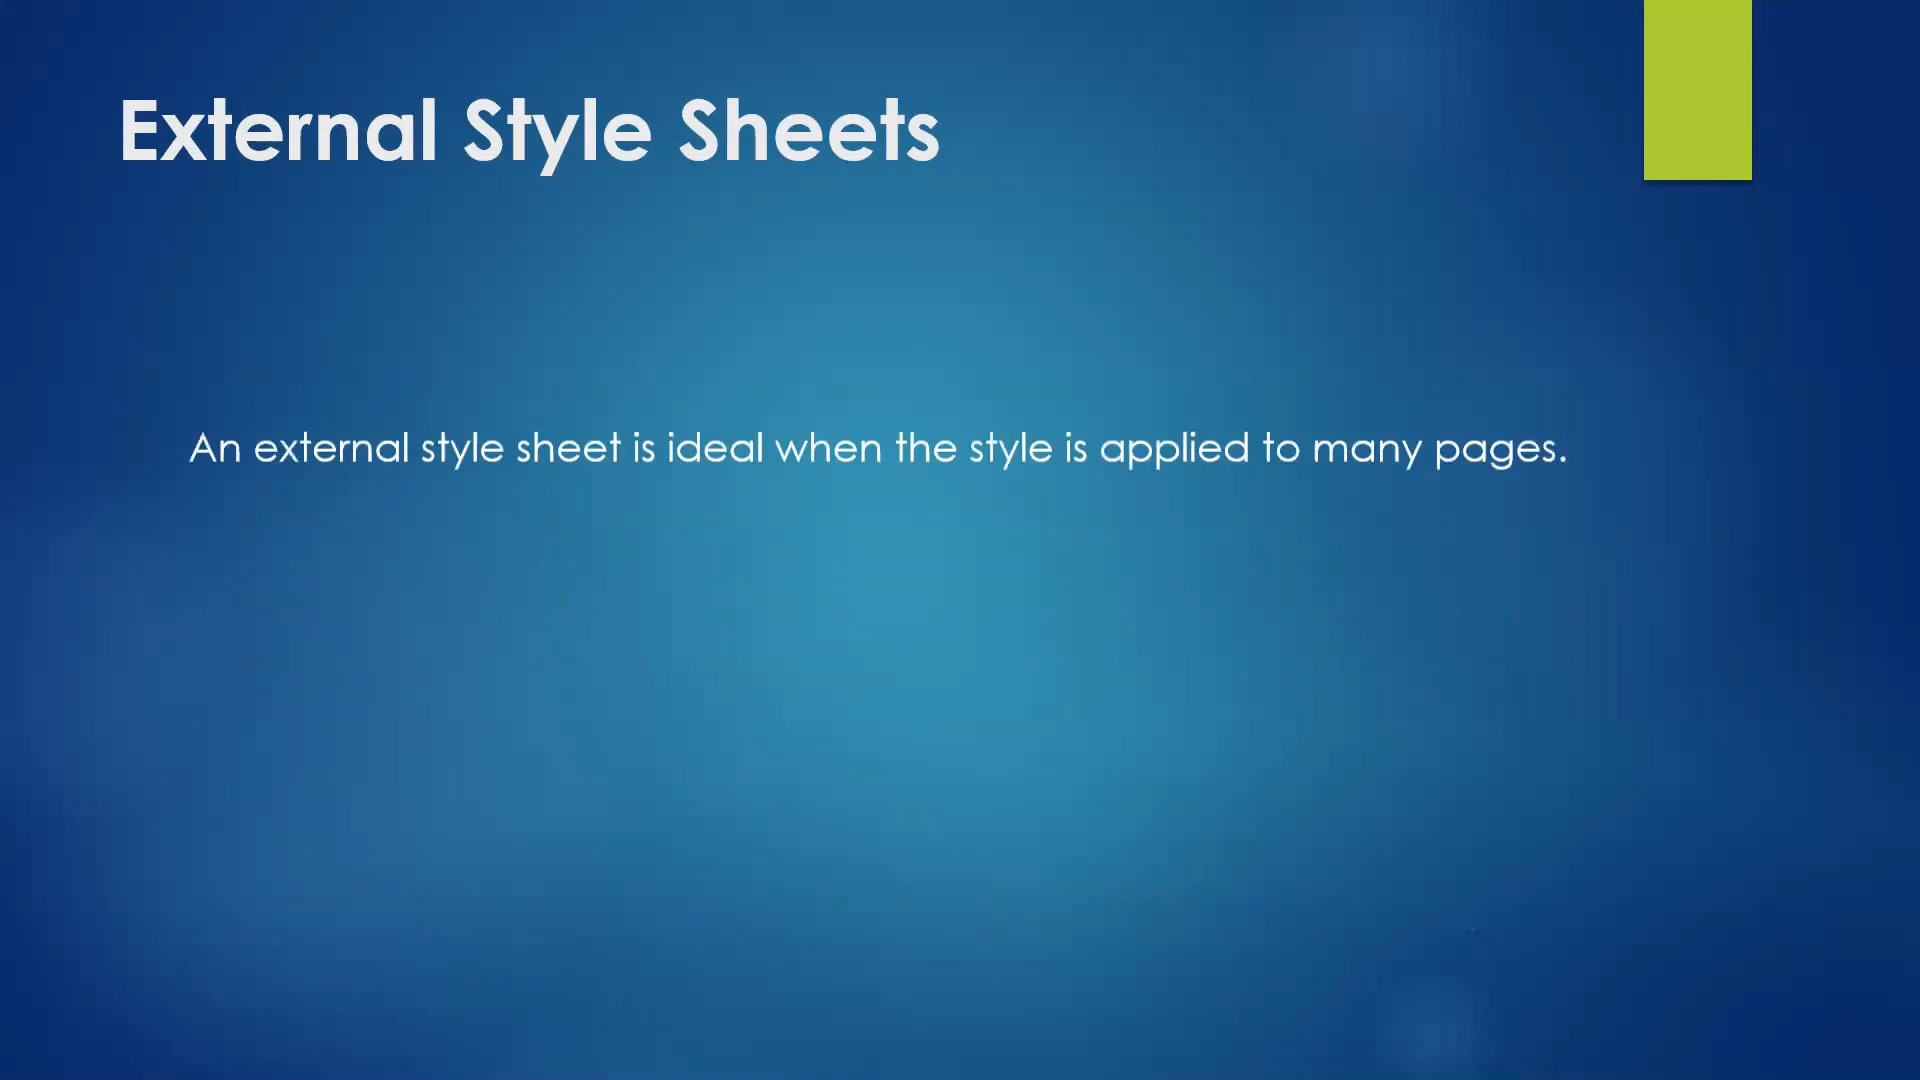 External Style Sheets
An external style sheet is ideal when the style is applied to many pages.